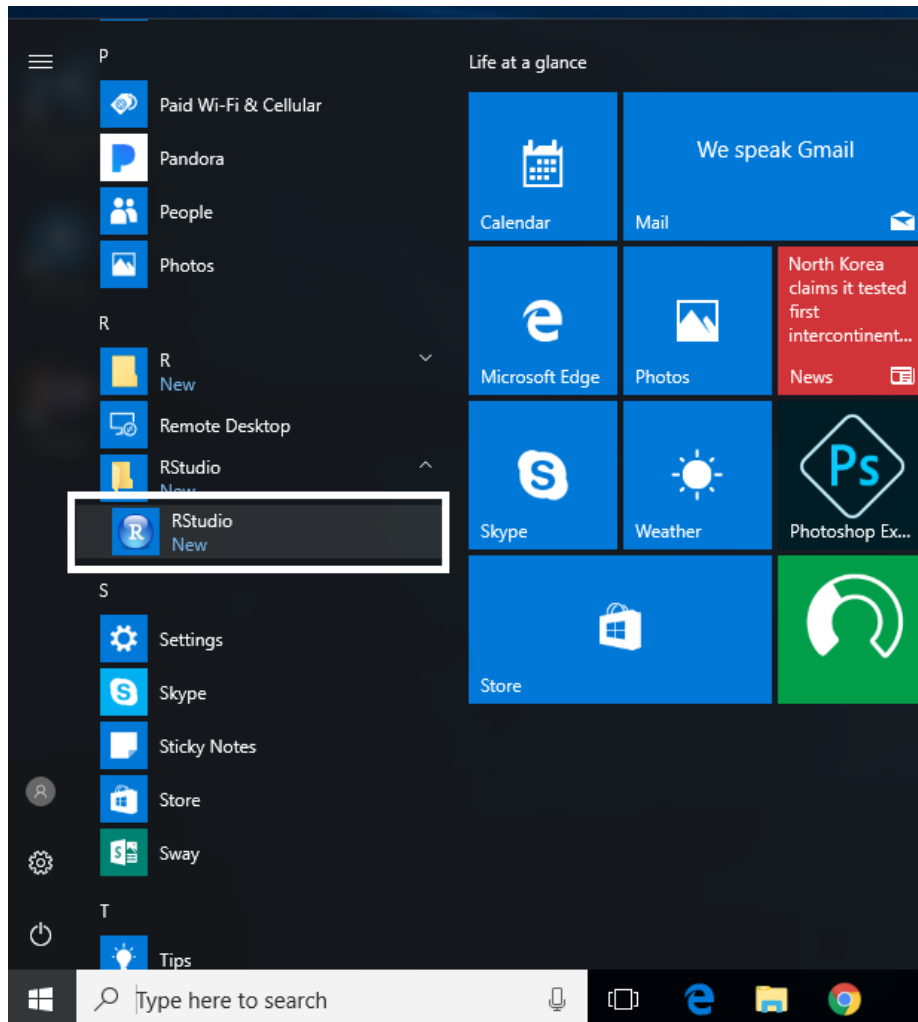 P
Paid Wi-Fi & Cellular
Pandora
People
Photos
R
R
New
Remote Desktop
RStudio
New
RStudio
New
S
Settings
Skype
Sticky Notes
Store
Sway
T
Tips
Type here to search
Life at a glance
Calendar
We speak Gmail
Mail
Microsoft Edge
Photos
North Korea
claims it tested
first
intercontinent...
News
Skype
Weather
Ps
Photoshop Ex...
Store